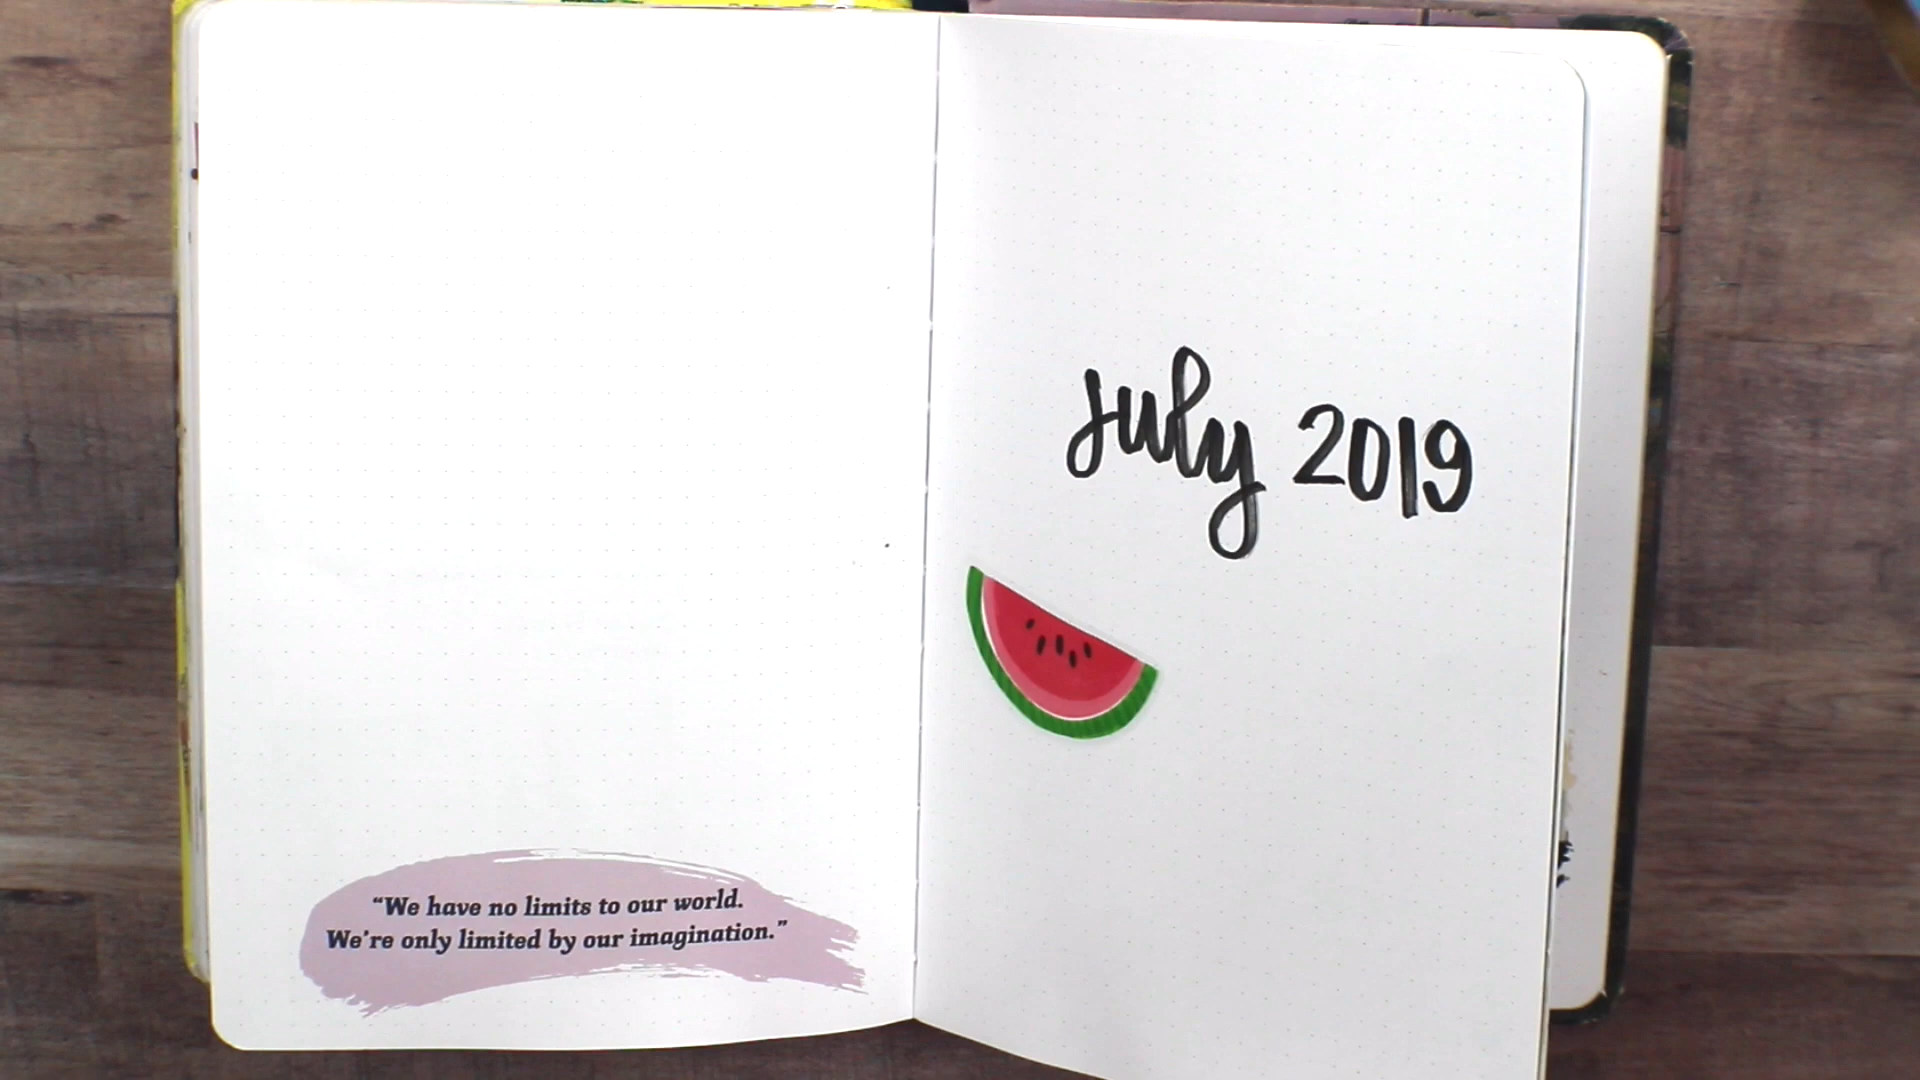 “We have no limits to our world.
We’re only limited by our imagination.”
July 2019